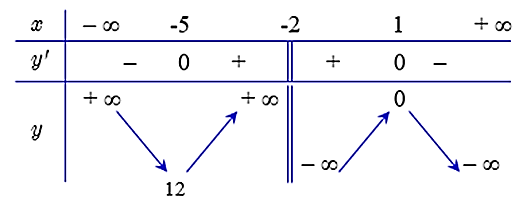 x − ∞ -5 -2 1 + ∞
y′ − 0 + + 0 −
+ ∞ + ∞ 0
y
− ∞ − ∞
12